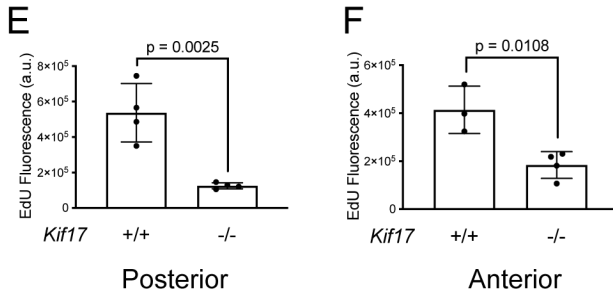 E
p = 0.0025
EdU Fluorescence (a.u.)
8×10⁵
6×10⁵
4×10⁵
2×10⁵
0
Kif17 +/+ -/-
Posterior
F
p = 0.0108
EdU Fluorescence (a.u.)
6×10⁵
4×10⁵
2×10⁵
0
Kif17 +/+ -/-
Anterior